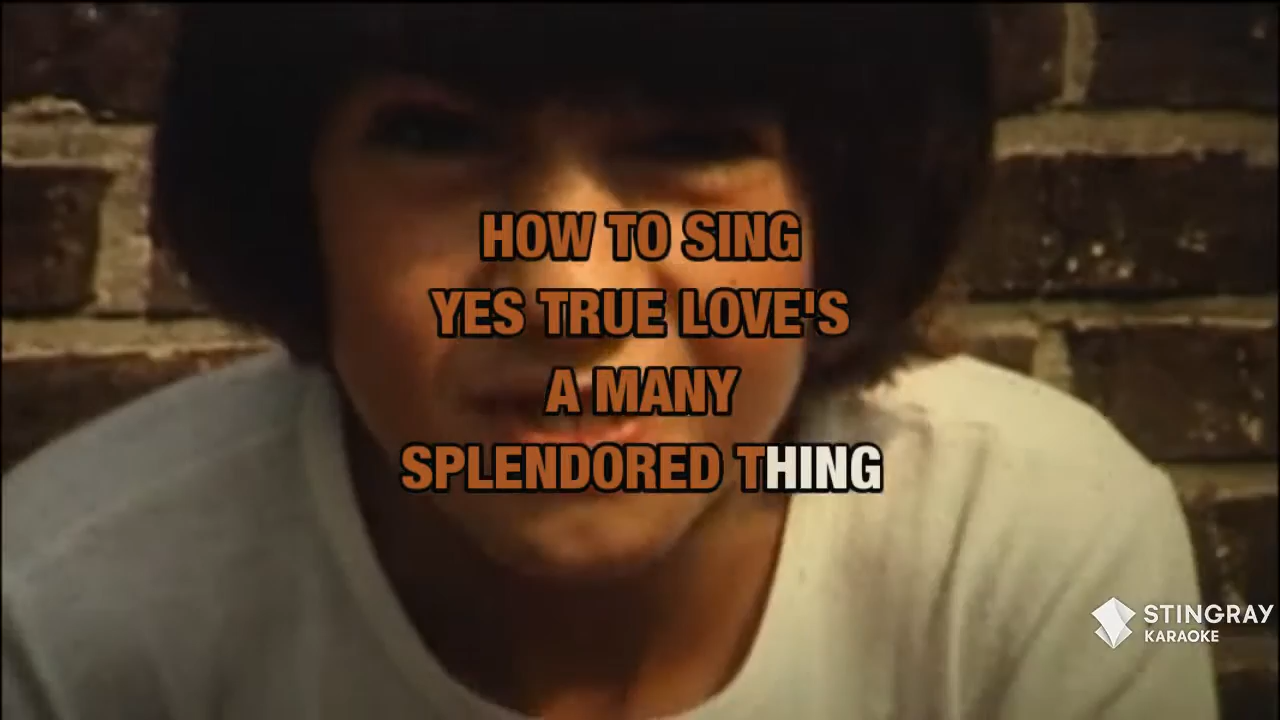 HOW TO SING
YES TRUE LOVE'S
A MANY
SPLENDORED THING
STINGRAY
KARAOKE